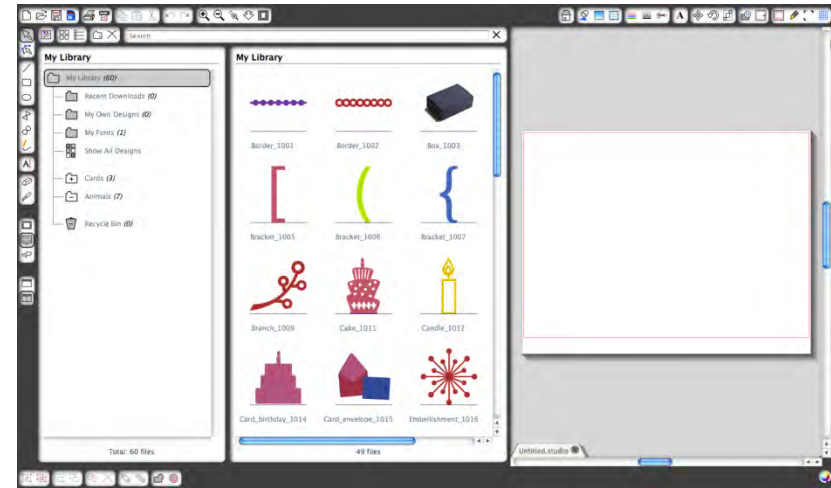 Search
My Library
My Library (60)
Recent Downloads (0)
My Own Designs (0)
My Fonts (1)
Show All Designs
Cards (3)
Animals (7)
Recycle Bin (0)
Total: 60 files
My Library
Border_1001 Border_1002 Box_1003
Bracket_1005 Bracket_1006 Bracket_1007
Branch_1009 Cake_1011 Candle_1012
Card_birthday_1014 Card_envelope_1015 Embellishment_1016
49 files
Untitled.studio